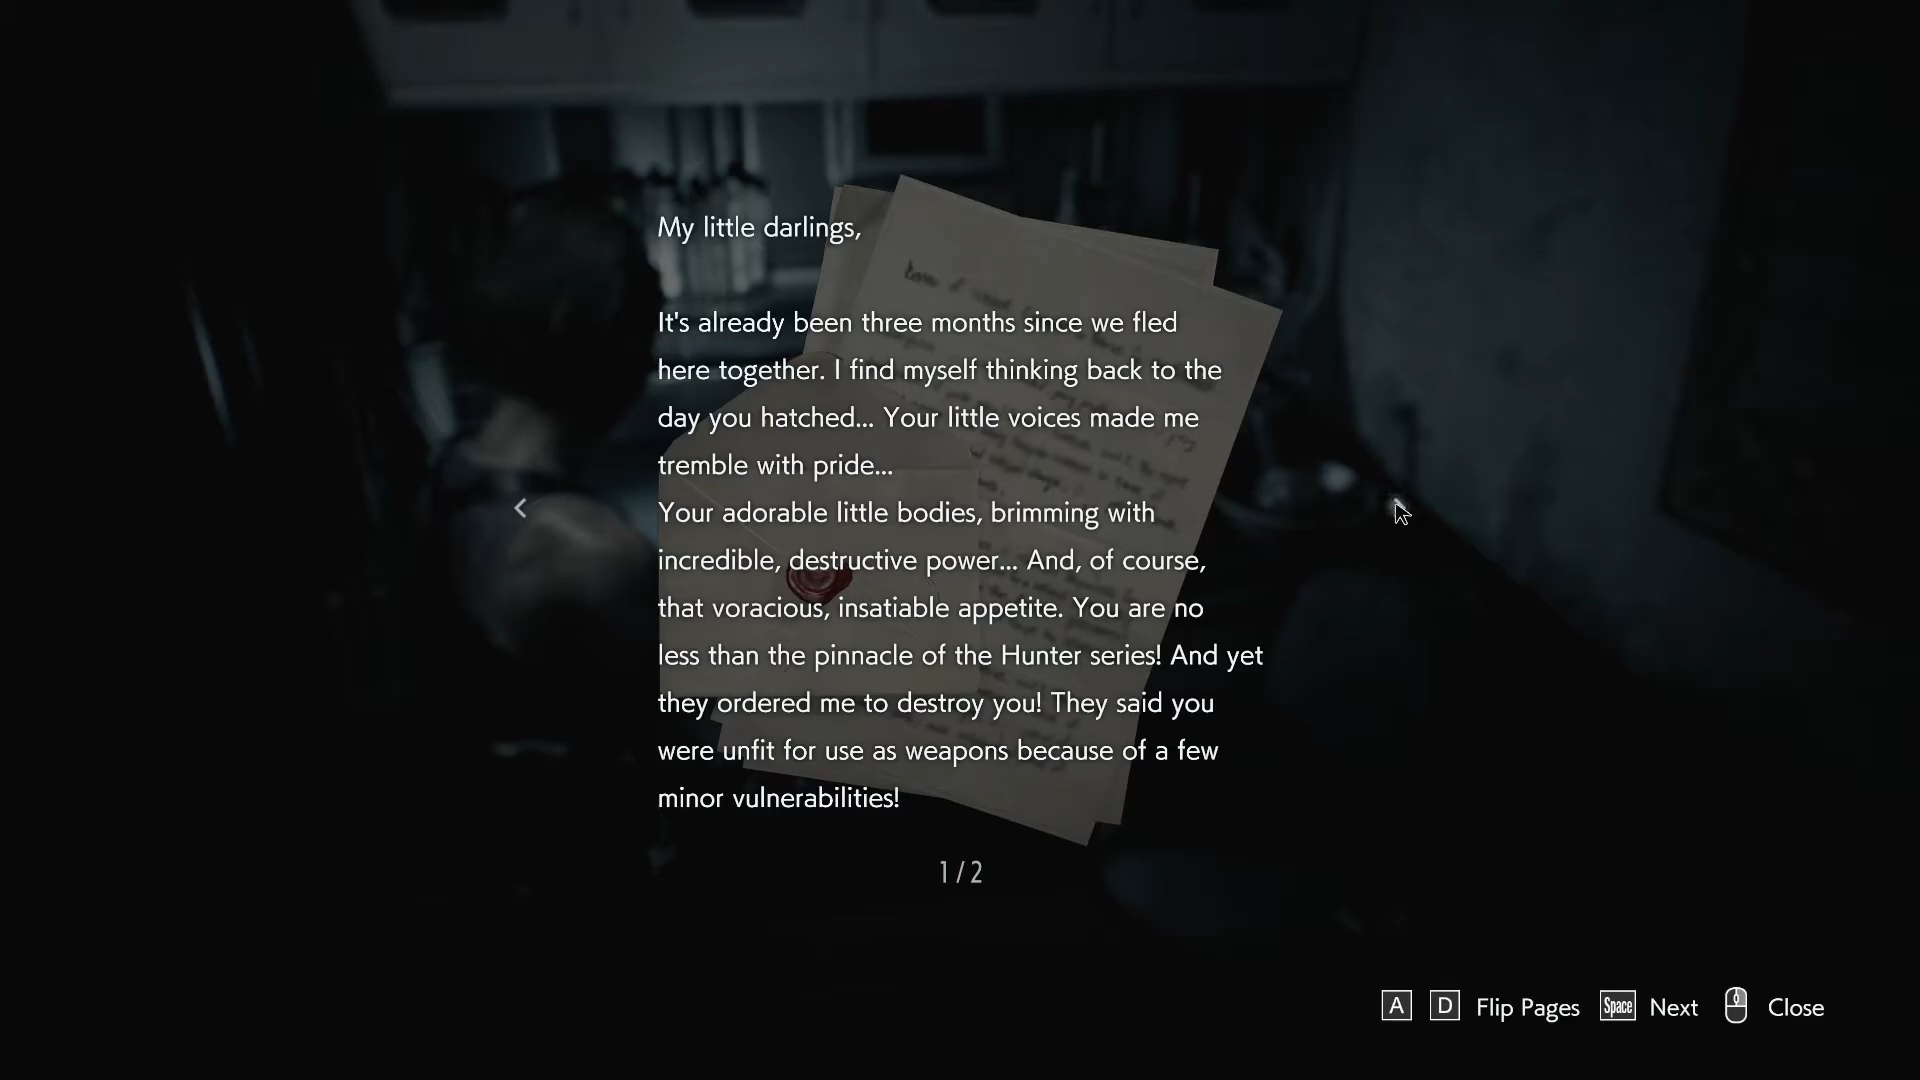 My little darlings,
It's already been three months since we fled
here together. I find myself thinking back to the
day you hatched... Your little voices made me
tremble with pride...
Your adorable little bodies, brimming with
incredible, destructive power... And, of course,
that voracious, insatiable appetite. You are no
less than the pinnacle of the Hunter series! And yet
they ordered me to destroy you! They said you
were unfit for use as weapons because of a few
minor vulnerabilities!
1 / 2
A D Flip Pages Space Next Close